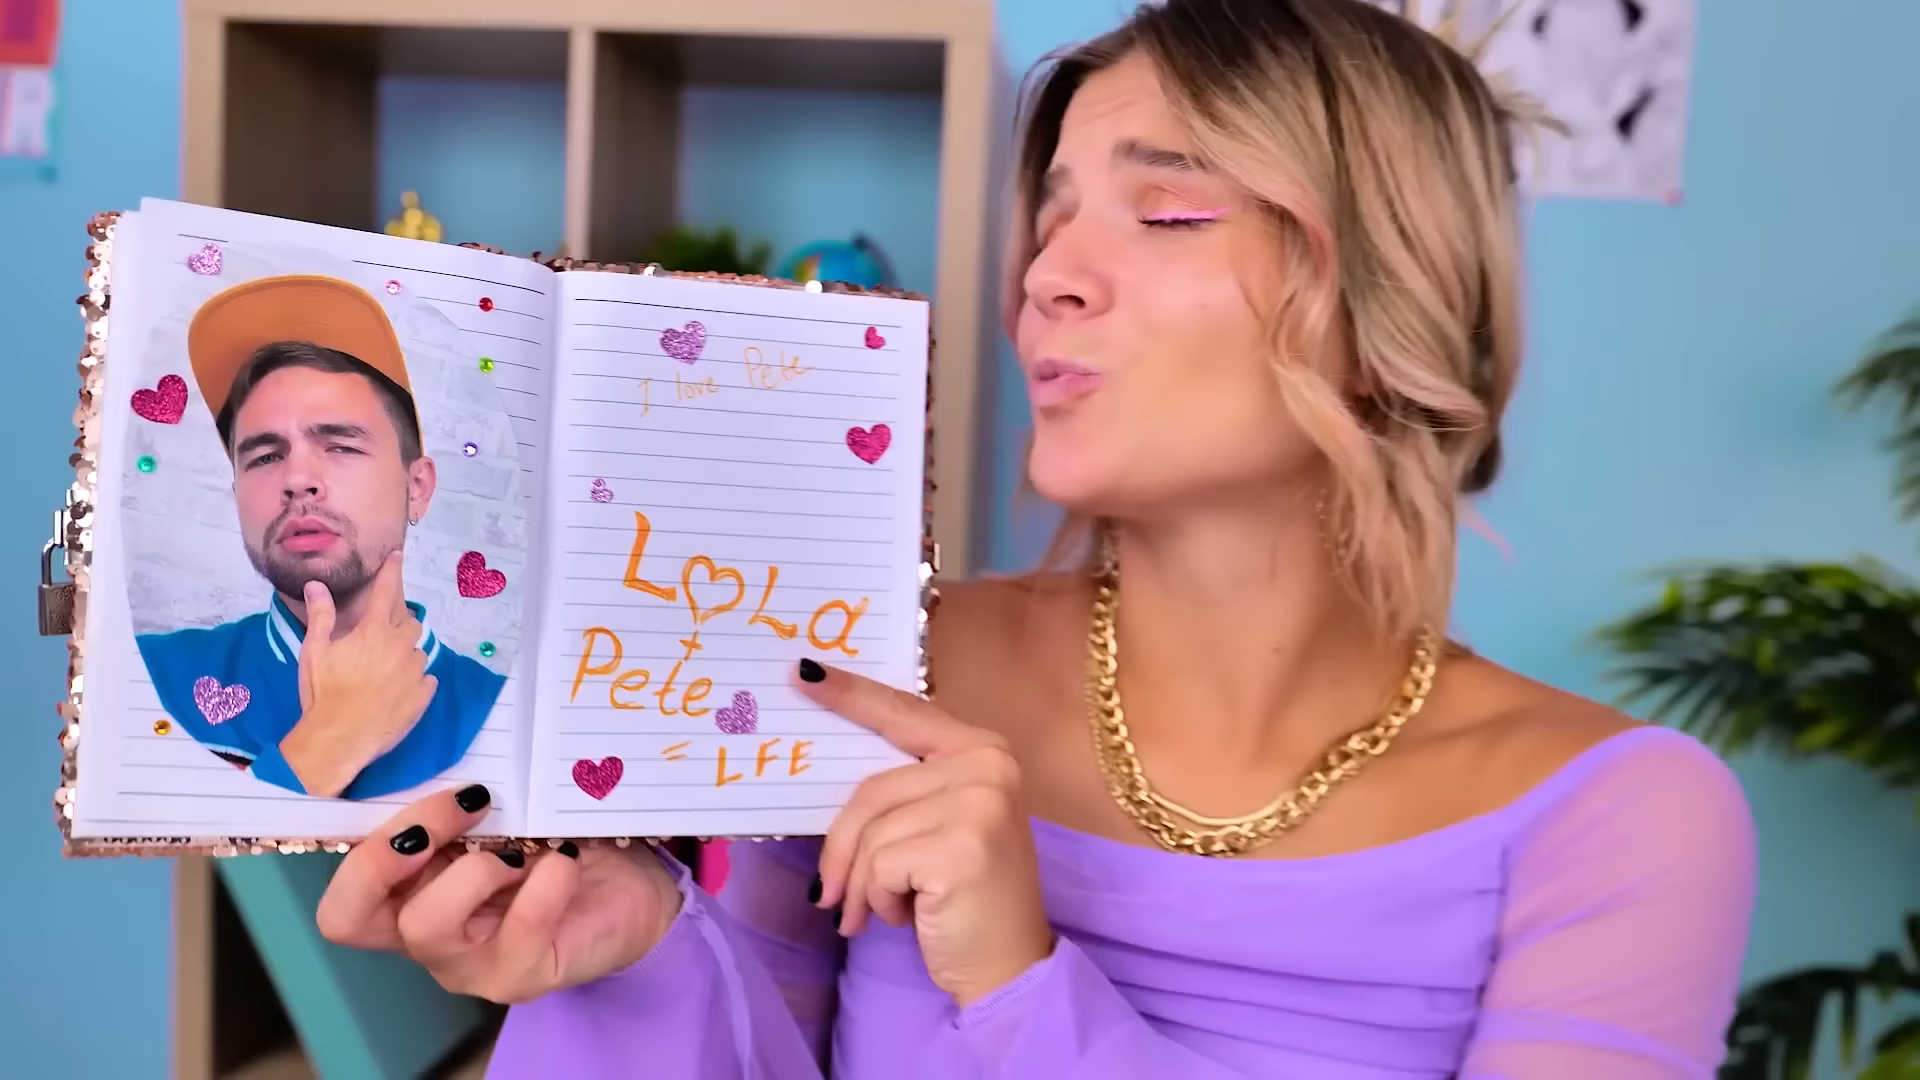 I love Pete
LOLa
+
Pete
= LFE